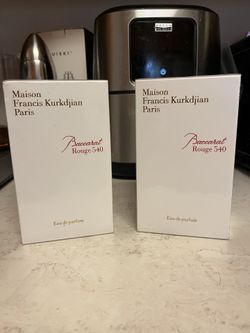 Maison
Francis Kurkdjian
Paris
Baccarat
Rouge 540
Eau de parfum
Maison
Francis Kurkdjian
Paris
Baccarat
Rouge 540
Eau de parfum